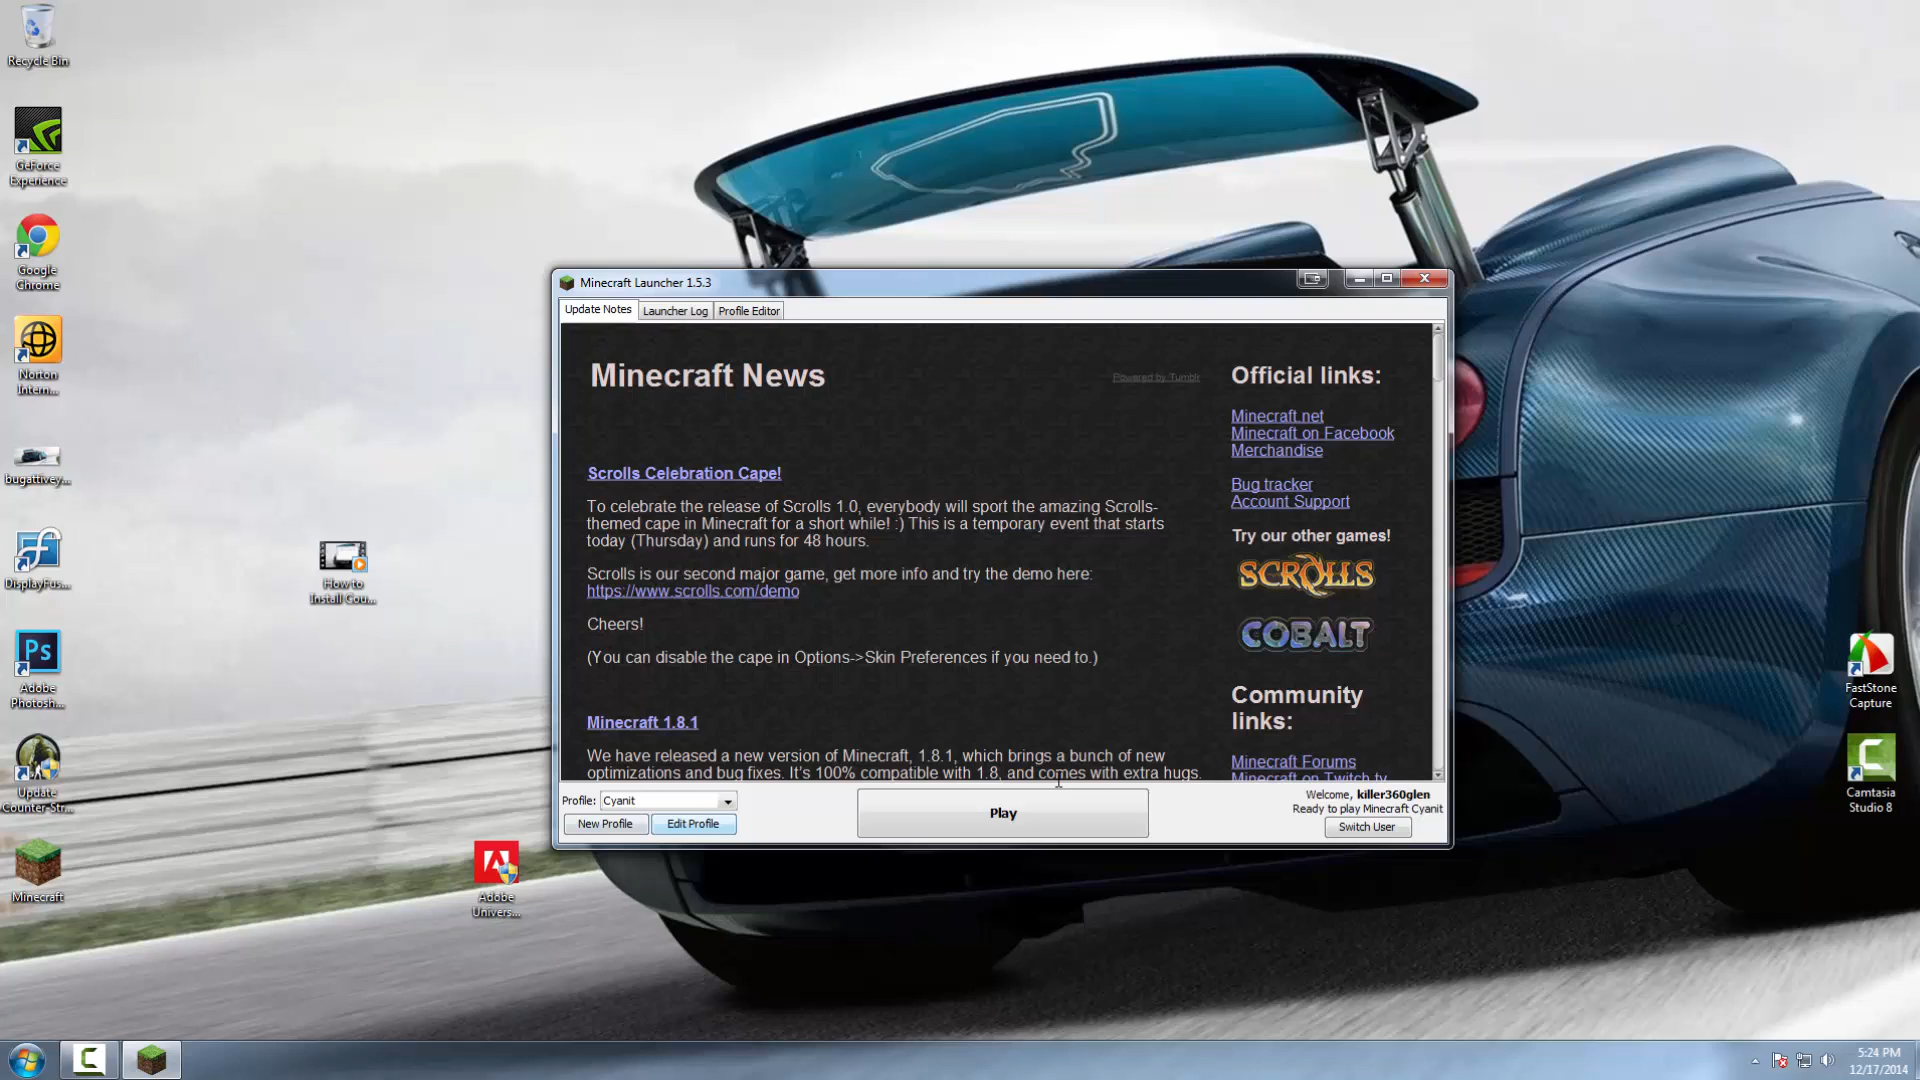 Recycle Bin
GeForce
Experience
Google
Chrome
Norton
Intern...
bugattivey...
DisplayFus...
Ps
Adobe
Photosh...
Update
Counter-Str...
Minecraft
How to
Install Cou...
Adobe
Univers...
FastStone
Capture
Camtasia
Studio 8
Minecraft Launcher 1.5.3
Update Notes
Launcher Log
Profile Editor
Minecraft News
Powered by Tumblr
Scrolls Celebration Cape!
To celebrate the release of Scrolls 1.0, everybody will sport the amazing Scrolls-
themed cape in Minecraft for a short while! :) This is a temporary event that starts
today (Thursday) and runs for 48 hours.
Scrolls is our second major game, get more info and try the demo here:
https://www.scrolls.com/demo
Cheers!
(You can disable the cape in Options->Skin Preferences if you need to.)
Minecraft 1.8.1
We have released a new version of Minecraft, 1.8.1, which brings a bunch of new
optimizations and bug fixes. It's 100% compatible with 1.8, and comes with extra hugs.
Official links:
Minecraft.net
Minecraft on Facebook
Merchandise
Bug tracker
Account Support
Try our other games!
SCROLLS
COBALT
Community
links:
Minecraft Forums
Minecraft on Twitch.tv
Profile: Cyanit
New Profile
Edit Profile
Play
Welcome, killer360glen
Ready to play Minecraft Cyanit
Switch User
5:24 PM
12/17/2014